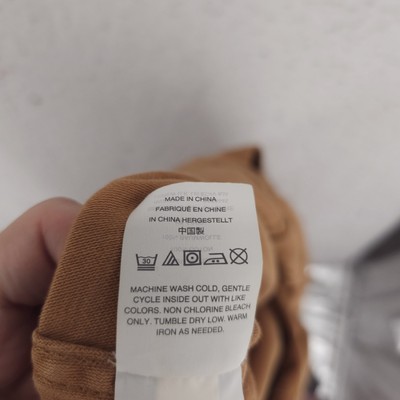 MADE IN CHINA
FABRIQUÉ EN CHINE
IN CHINA HERGESTELLT
中国製
30
MACHINE WASH COLD, GENTLE
CYCLE INSIDE OUT WITH LIKE
COLORS. NON CHLORINE BLEACH
ONLY. TUMBLE DRY LOW. WARM
IRON AS NEEDED.